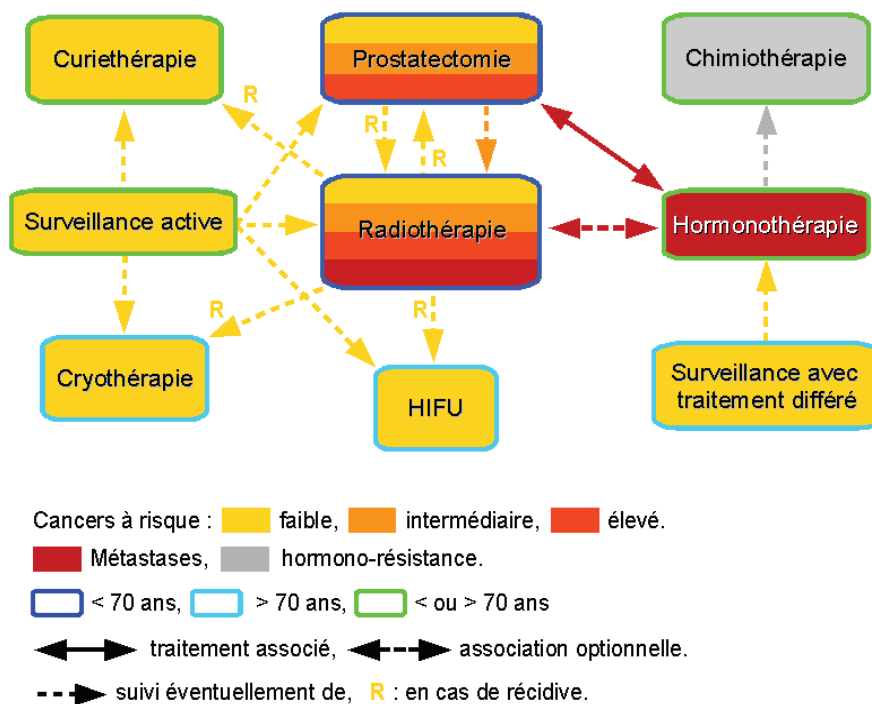 Curiethérapie
Prostatectomie
Chimiothérapie
R
R
R
Surveillance active
Radiothérapie
Hormonothérapie
R
R
Cryothérapie
HIFU
Surveillance avec
traitement différé
Cancers à risque : faible, intermédiaire, élevé.
Métastases, hormono-résistance.
< 70 ans, > 70 ans, < ou > 70 ans
traitement associé, association optionnelle.
suivi éventuellement de, R : en cas de récidive.